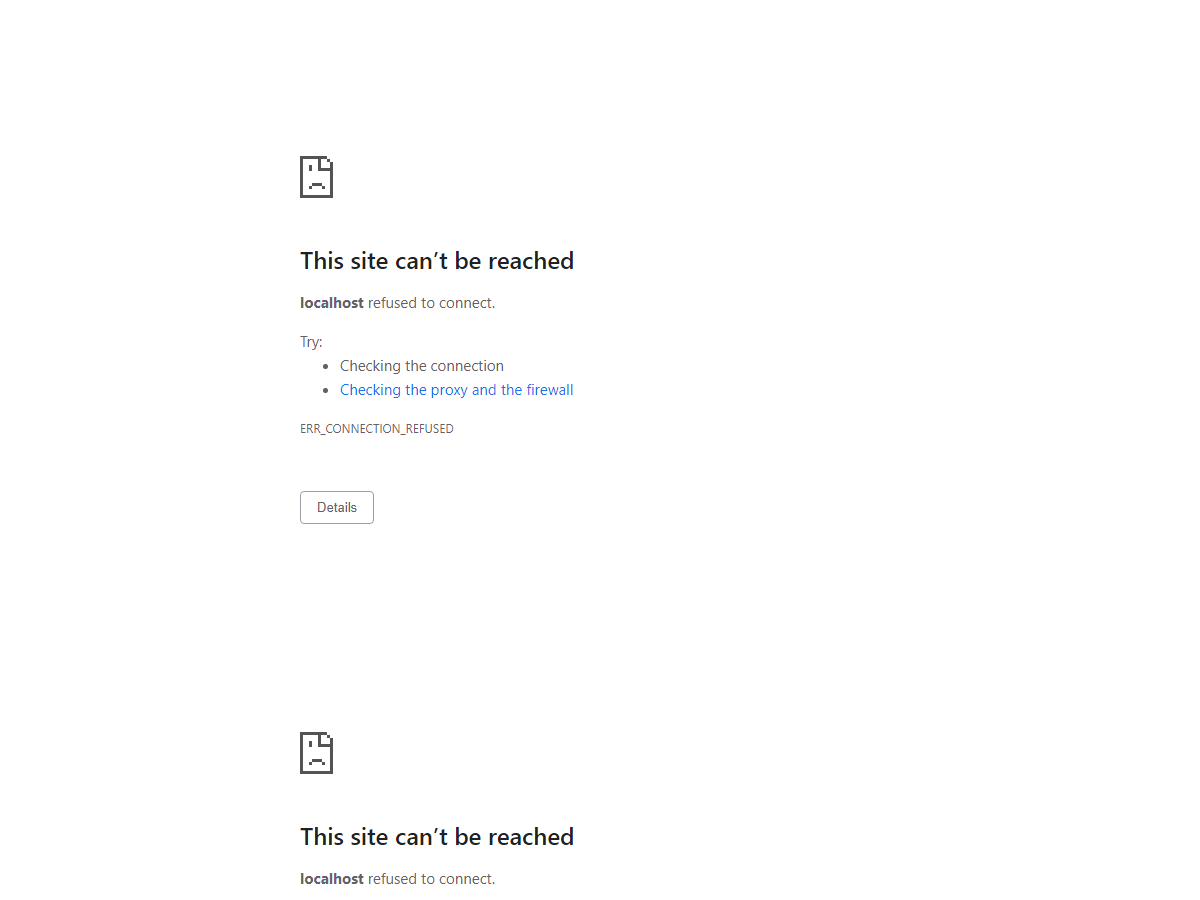 This site can’t be reached
localhost refused to connect.
Try:
Checking the connection
Checking the proxy and the firewall
ERR_CONNECTION_REFUSED
Details
This site can’t be reached
localhost refused to connect.